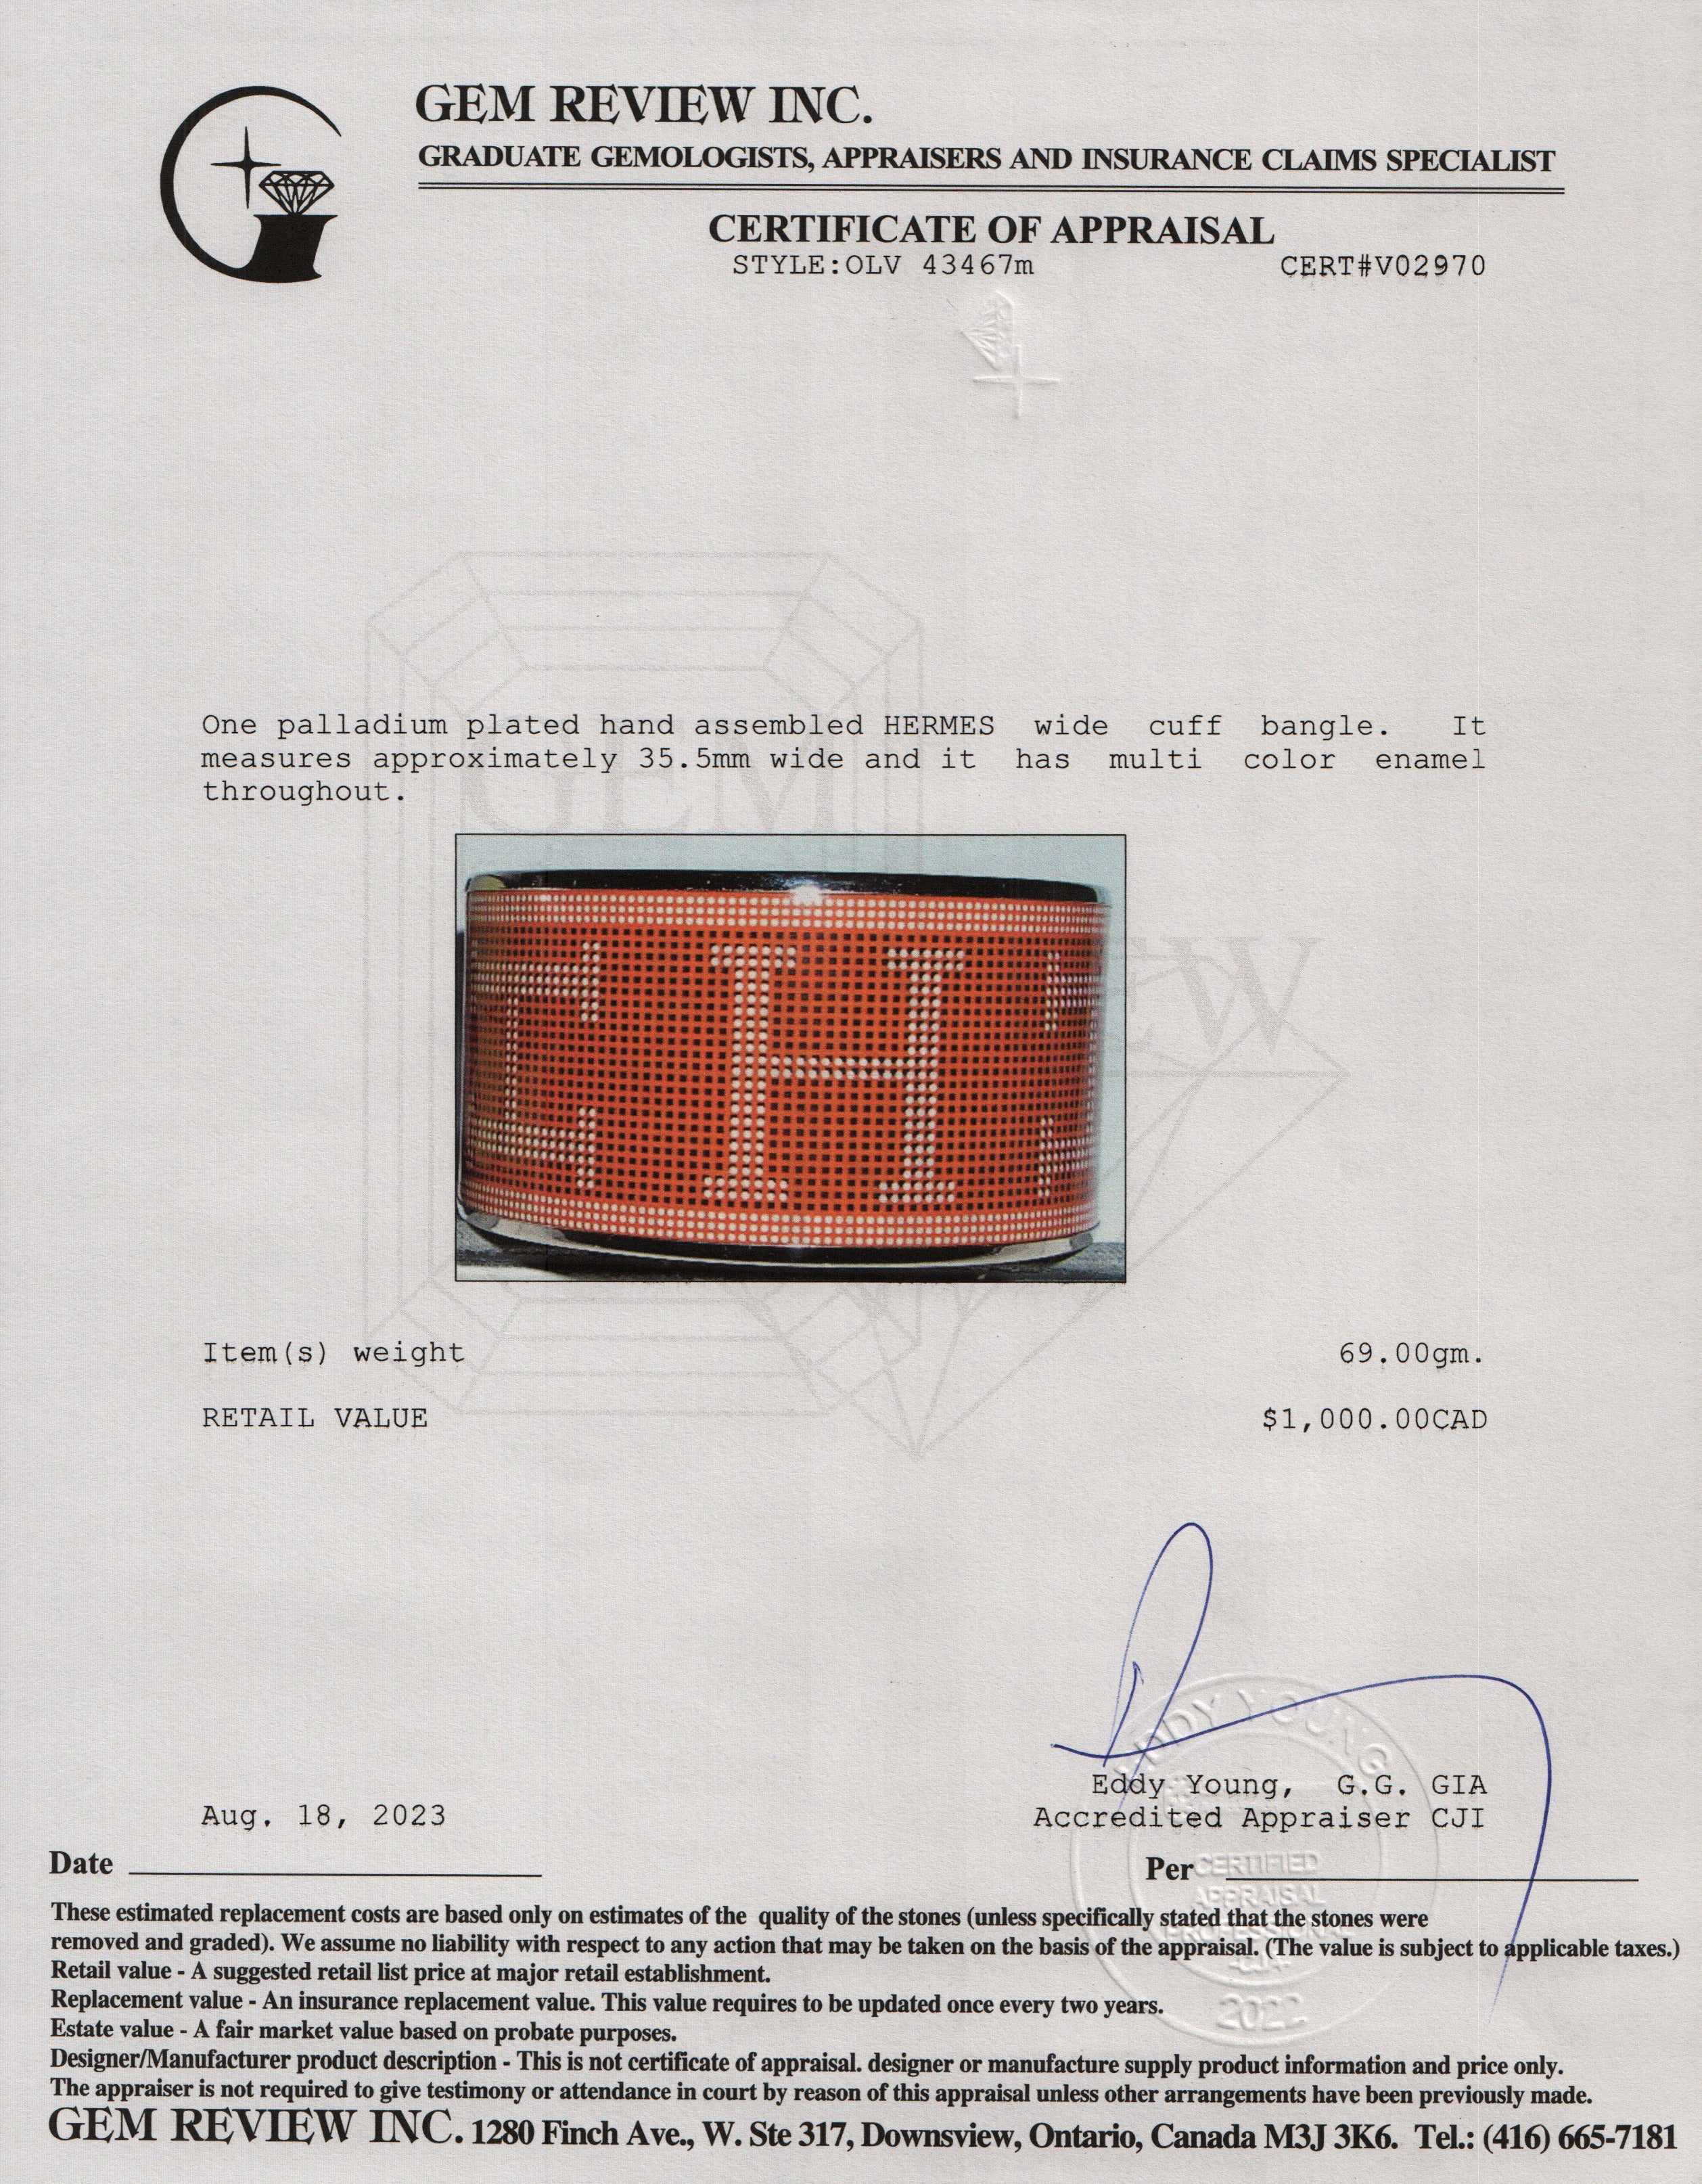 GEM REVIEW INC.
GRADUATE GEMOLOGISTS, APPRAISERS AND INSURANCE CLAIMS SPECIALIST
CERTIFICATE OF APPRAISAL
STYLE:OLV 43467m CERT#V02970
One palladium plated hand assembled HERMES wide cuff bangle. It
measures approximately 35.5mm wide and it has multi color enamel
throughout.
GEM
H
Item(s) weight 69.00gm.
RETAIL VALUE $1,000.00CAD
Eddy Young, G.G. GIA
Aug. 18, 2023 Accredited Appraiser CJI
Date Per
CERTIFIED
APPRAISAL
PROFESSIONAL
2022
These estimated replacement costs are based only on estimates of the quality of the stones (unless specifically stated that the stones were
removed and graded). We assume no liability with respect to any action that may be taken on the basis of the appraisal. (The value is subject to applicable taxes.)
Retail value - A suggested retail list price at major retail establishment.
Replacement value - An insurance replacement value. This value requires to be updated once every two years.
Estate value - A fair market value based on probate purposes.
Designer/Manufacturer product description - This is not certificate of appraisal. designer or manufacture supply product information and price only.
The appraiser is not required to give testimony or attendance in court by reason of this appraisal unless other arrangements have been previously made.
GEM REVIEW INC. 1280 Finch Ave., W. Ste 317, Downsview, Ontario, Canada M3J 3K6. Tel.: (416) 665-7181